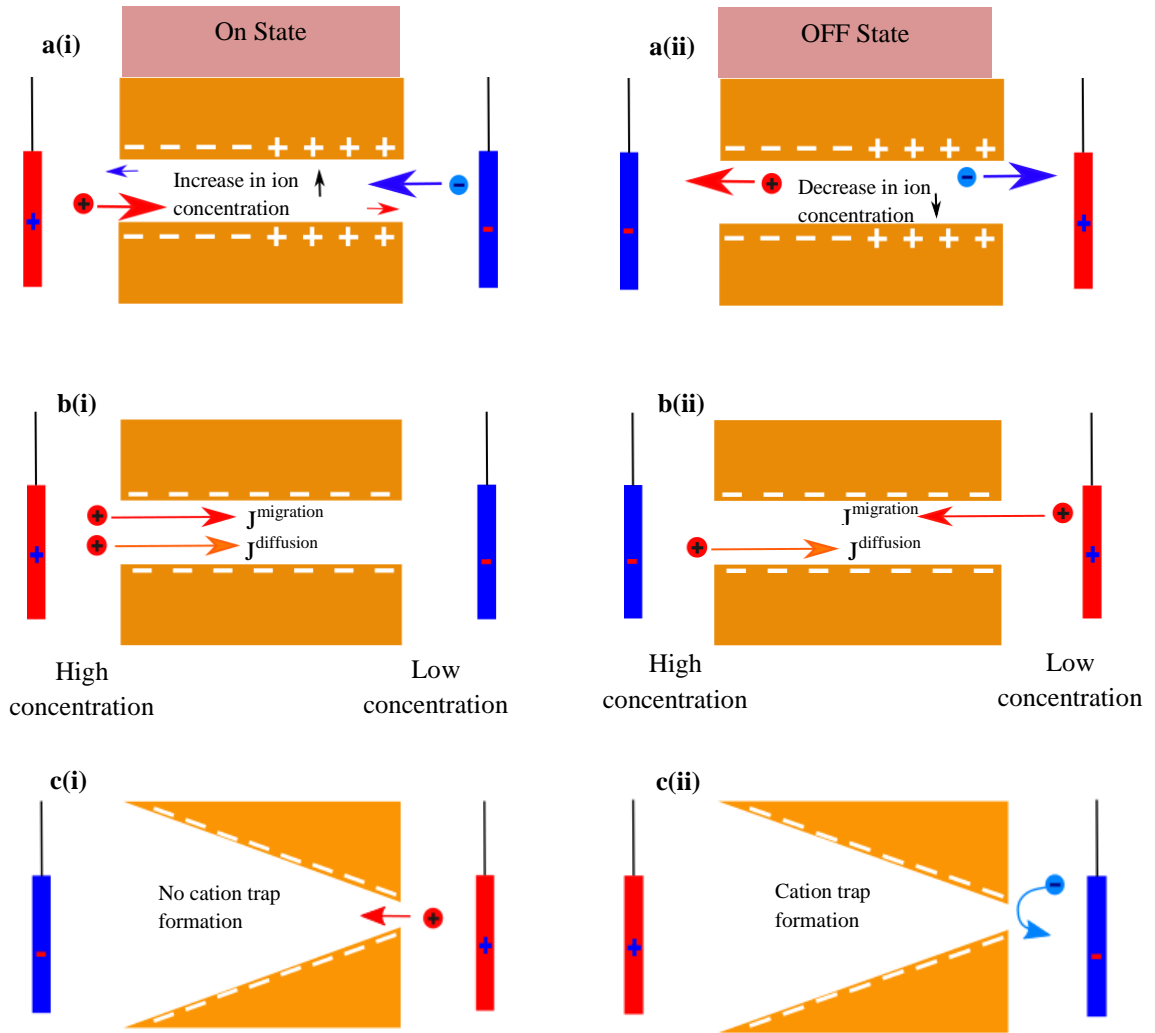 On State
OFF State
a(i)
a(ii)
− − − − + + + +
− − − − + + + +
Increase in ion
concentration
Decrease in ion
concentration
+
+
−
-
-
+
−
+
− − − − + + + +
− − − − + + + +
b(i)
b(ii)
− − − − − − −
− − − − − − −
+
J^migration
J^migration
+
+
J^diffusion
+
J^diffusion
+
-
-
+
− − − − − − −
− − − − − − −
High
concentration
Low
concentration
High
concentration
Low
concentration
c(i)
c(ii)
No cation trap
formation
Cation trap
formation
-
+
+
+
−
-